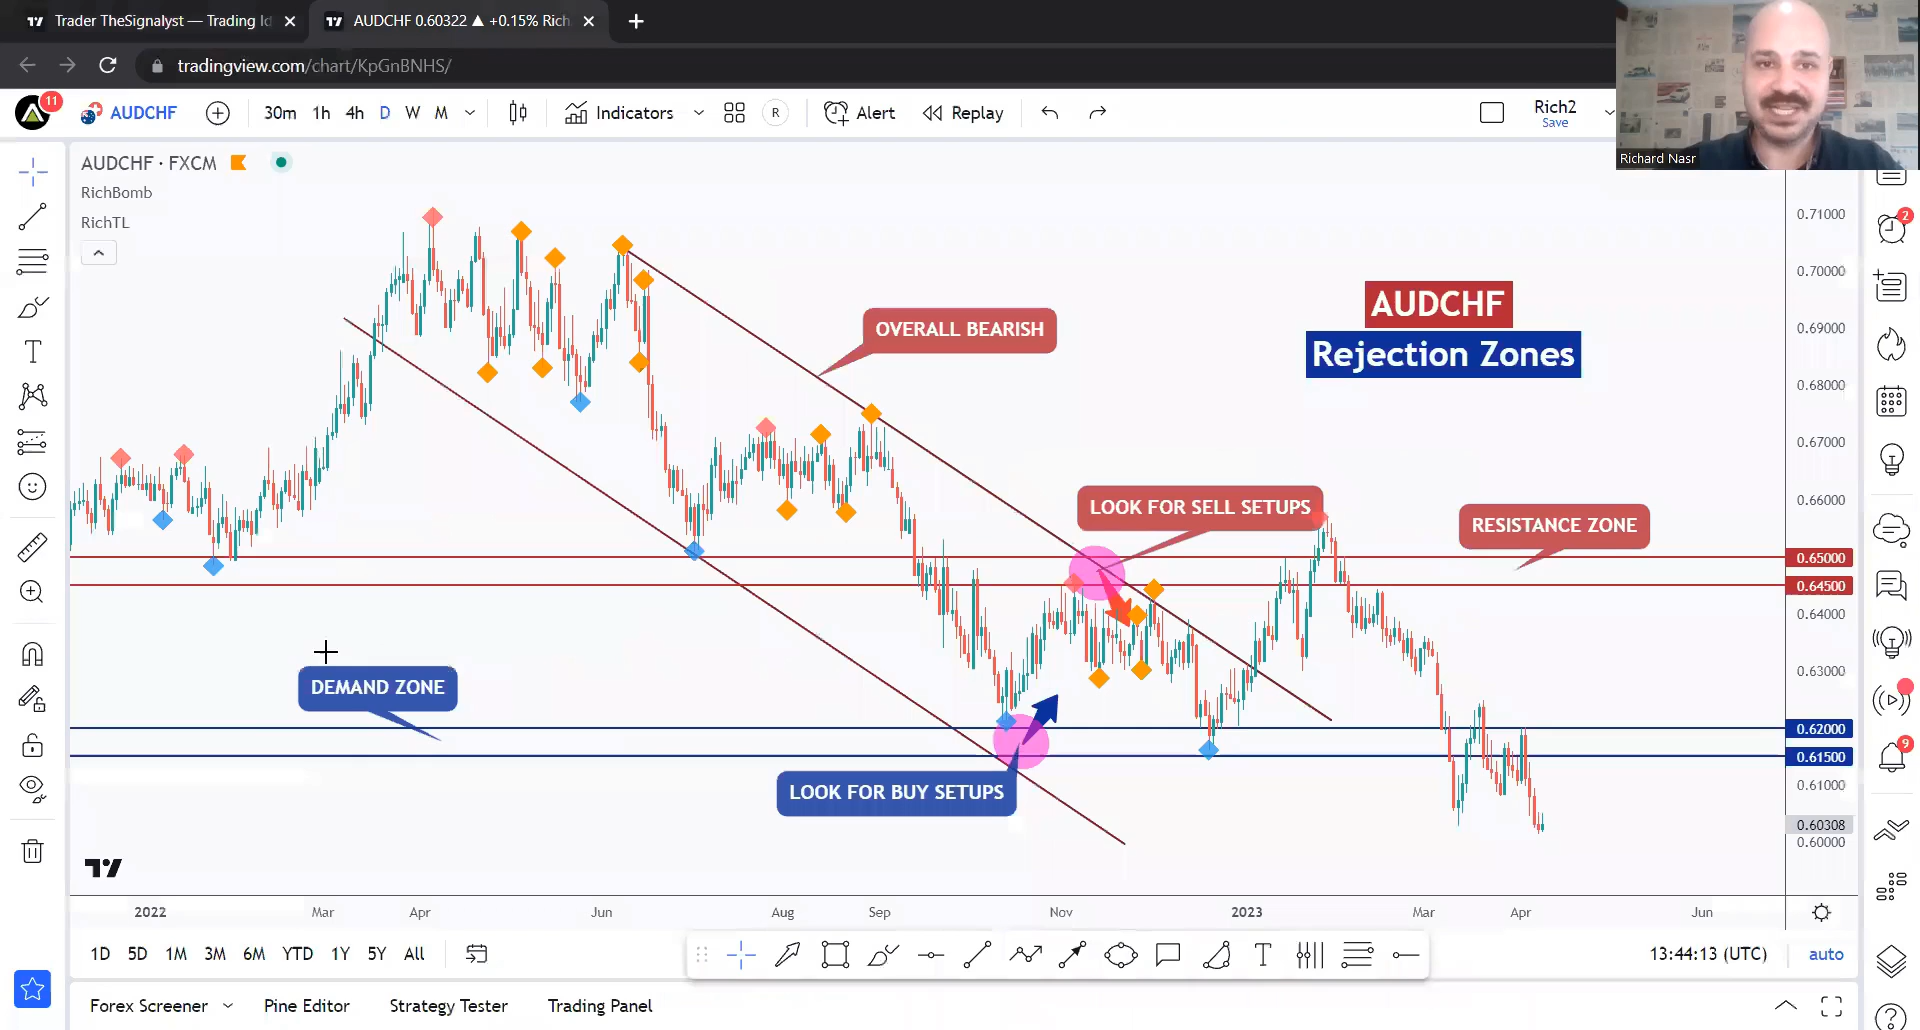 Trader TheSignalyst — Trading Id
AUDCHF 0.60322 ▲ +0.15% Rich
tradingview.com/chart/KpGnBNHS/
11
AUDCHF
30m 1h 4h D W M
Indicators
R
Alert
Replay
Rich2
Save
Richard Nasr
AUDCHF · FXCM
RichBomb
RichTL
AUDCHF
Rejection Zones
OVERALL BEARISH
LOOK FOR SELL SETUPS
RESISTANCE ZONE
DEMAND ZONE
LOOK FOR BUY SETUPS
0.71000
0.70000
0.69000
0.68000
0.67000
0.66000
0.65000
0.64500
0.64000
0.63000
0.62000
0.61500
0.61000
0.60308
0.60000
2
9
2022 Mar Apr Jun Aug Sep Nov 2023 Mar Apr Jun
1D 5D 1M 3M 6M YTD 1Y 5Y All
13:44:13 (UTC) auto
Forex Screener Pine Editor Strategy Tester Trading Panel